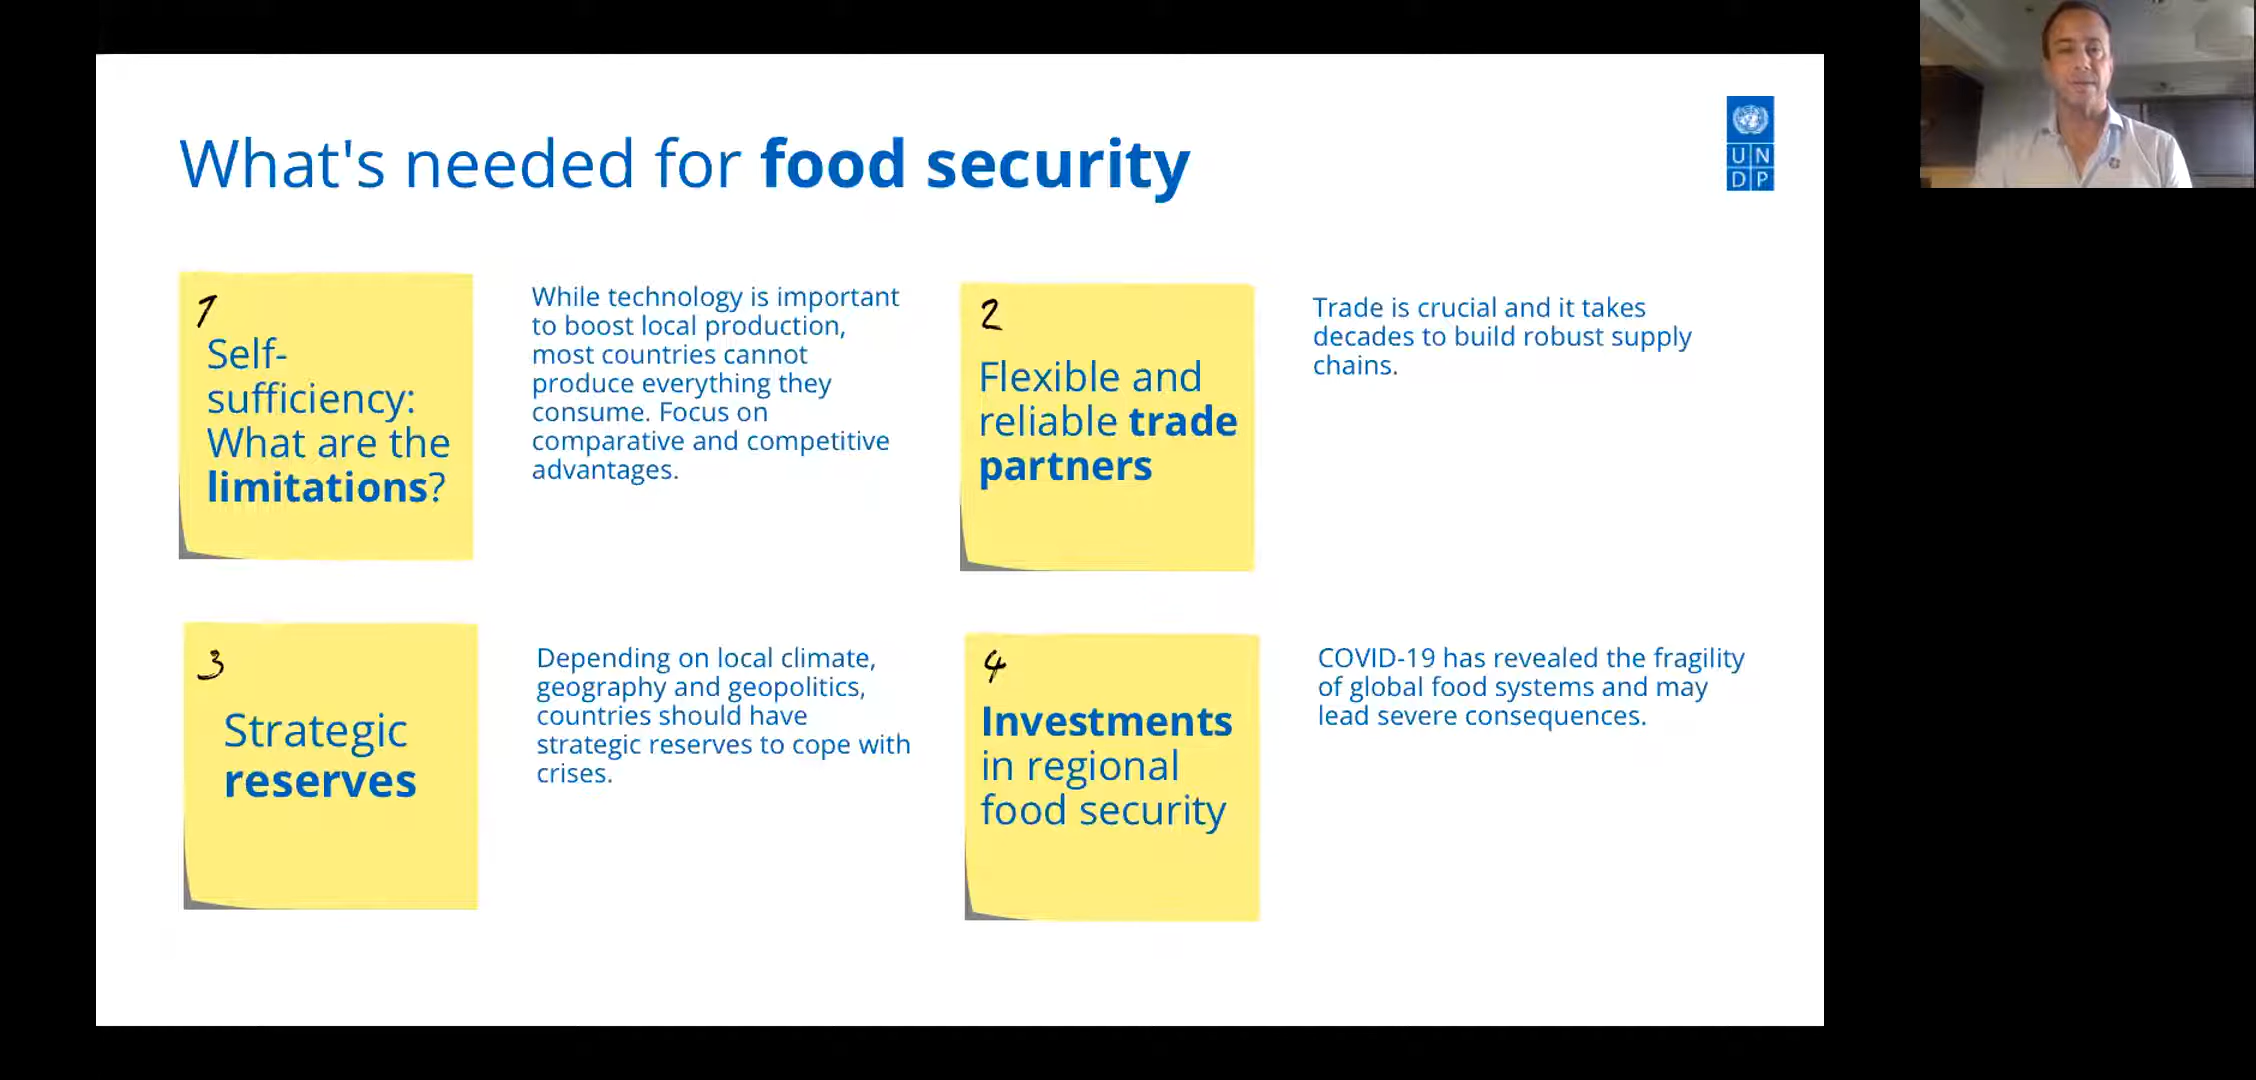 What's needed for food security
UN
DP
1
Self-
sufficiency:
What are the
limitations?
While technology is important
to boost local production,
most countries cannot
produce everything they
consume. Focus on
comparative and competitive
advantages.
2
Flexible and
reliable trade
partners
Trade is crucial and it takes
decades to build robust supply
chains.
3
Strategic
reserves
Depending on local climate,
geography and geopolitics,
countries should have
strategic reserves to cope with
crises.
4
Investments
in regional
food security
COVID-19 has revealed the fragility
of global food systems and may
lead severe consequences.